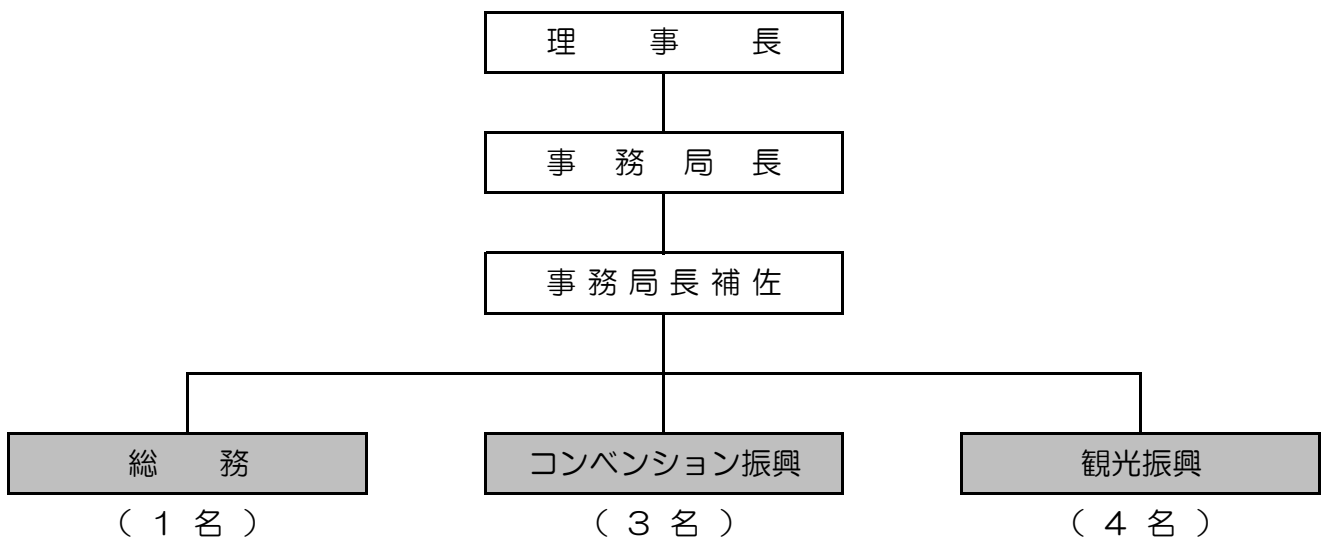 理事長
事務局長
事務局長補佐
総務 コンベンション振興 観光振興
（１名） （３名） （４名）